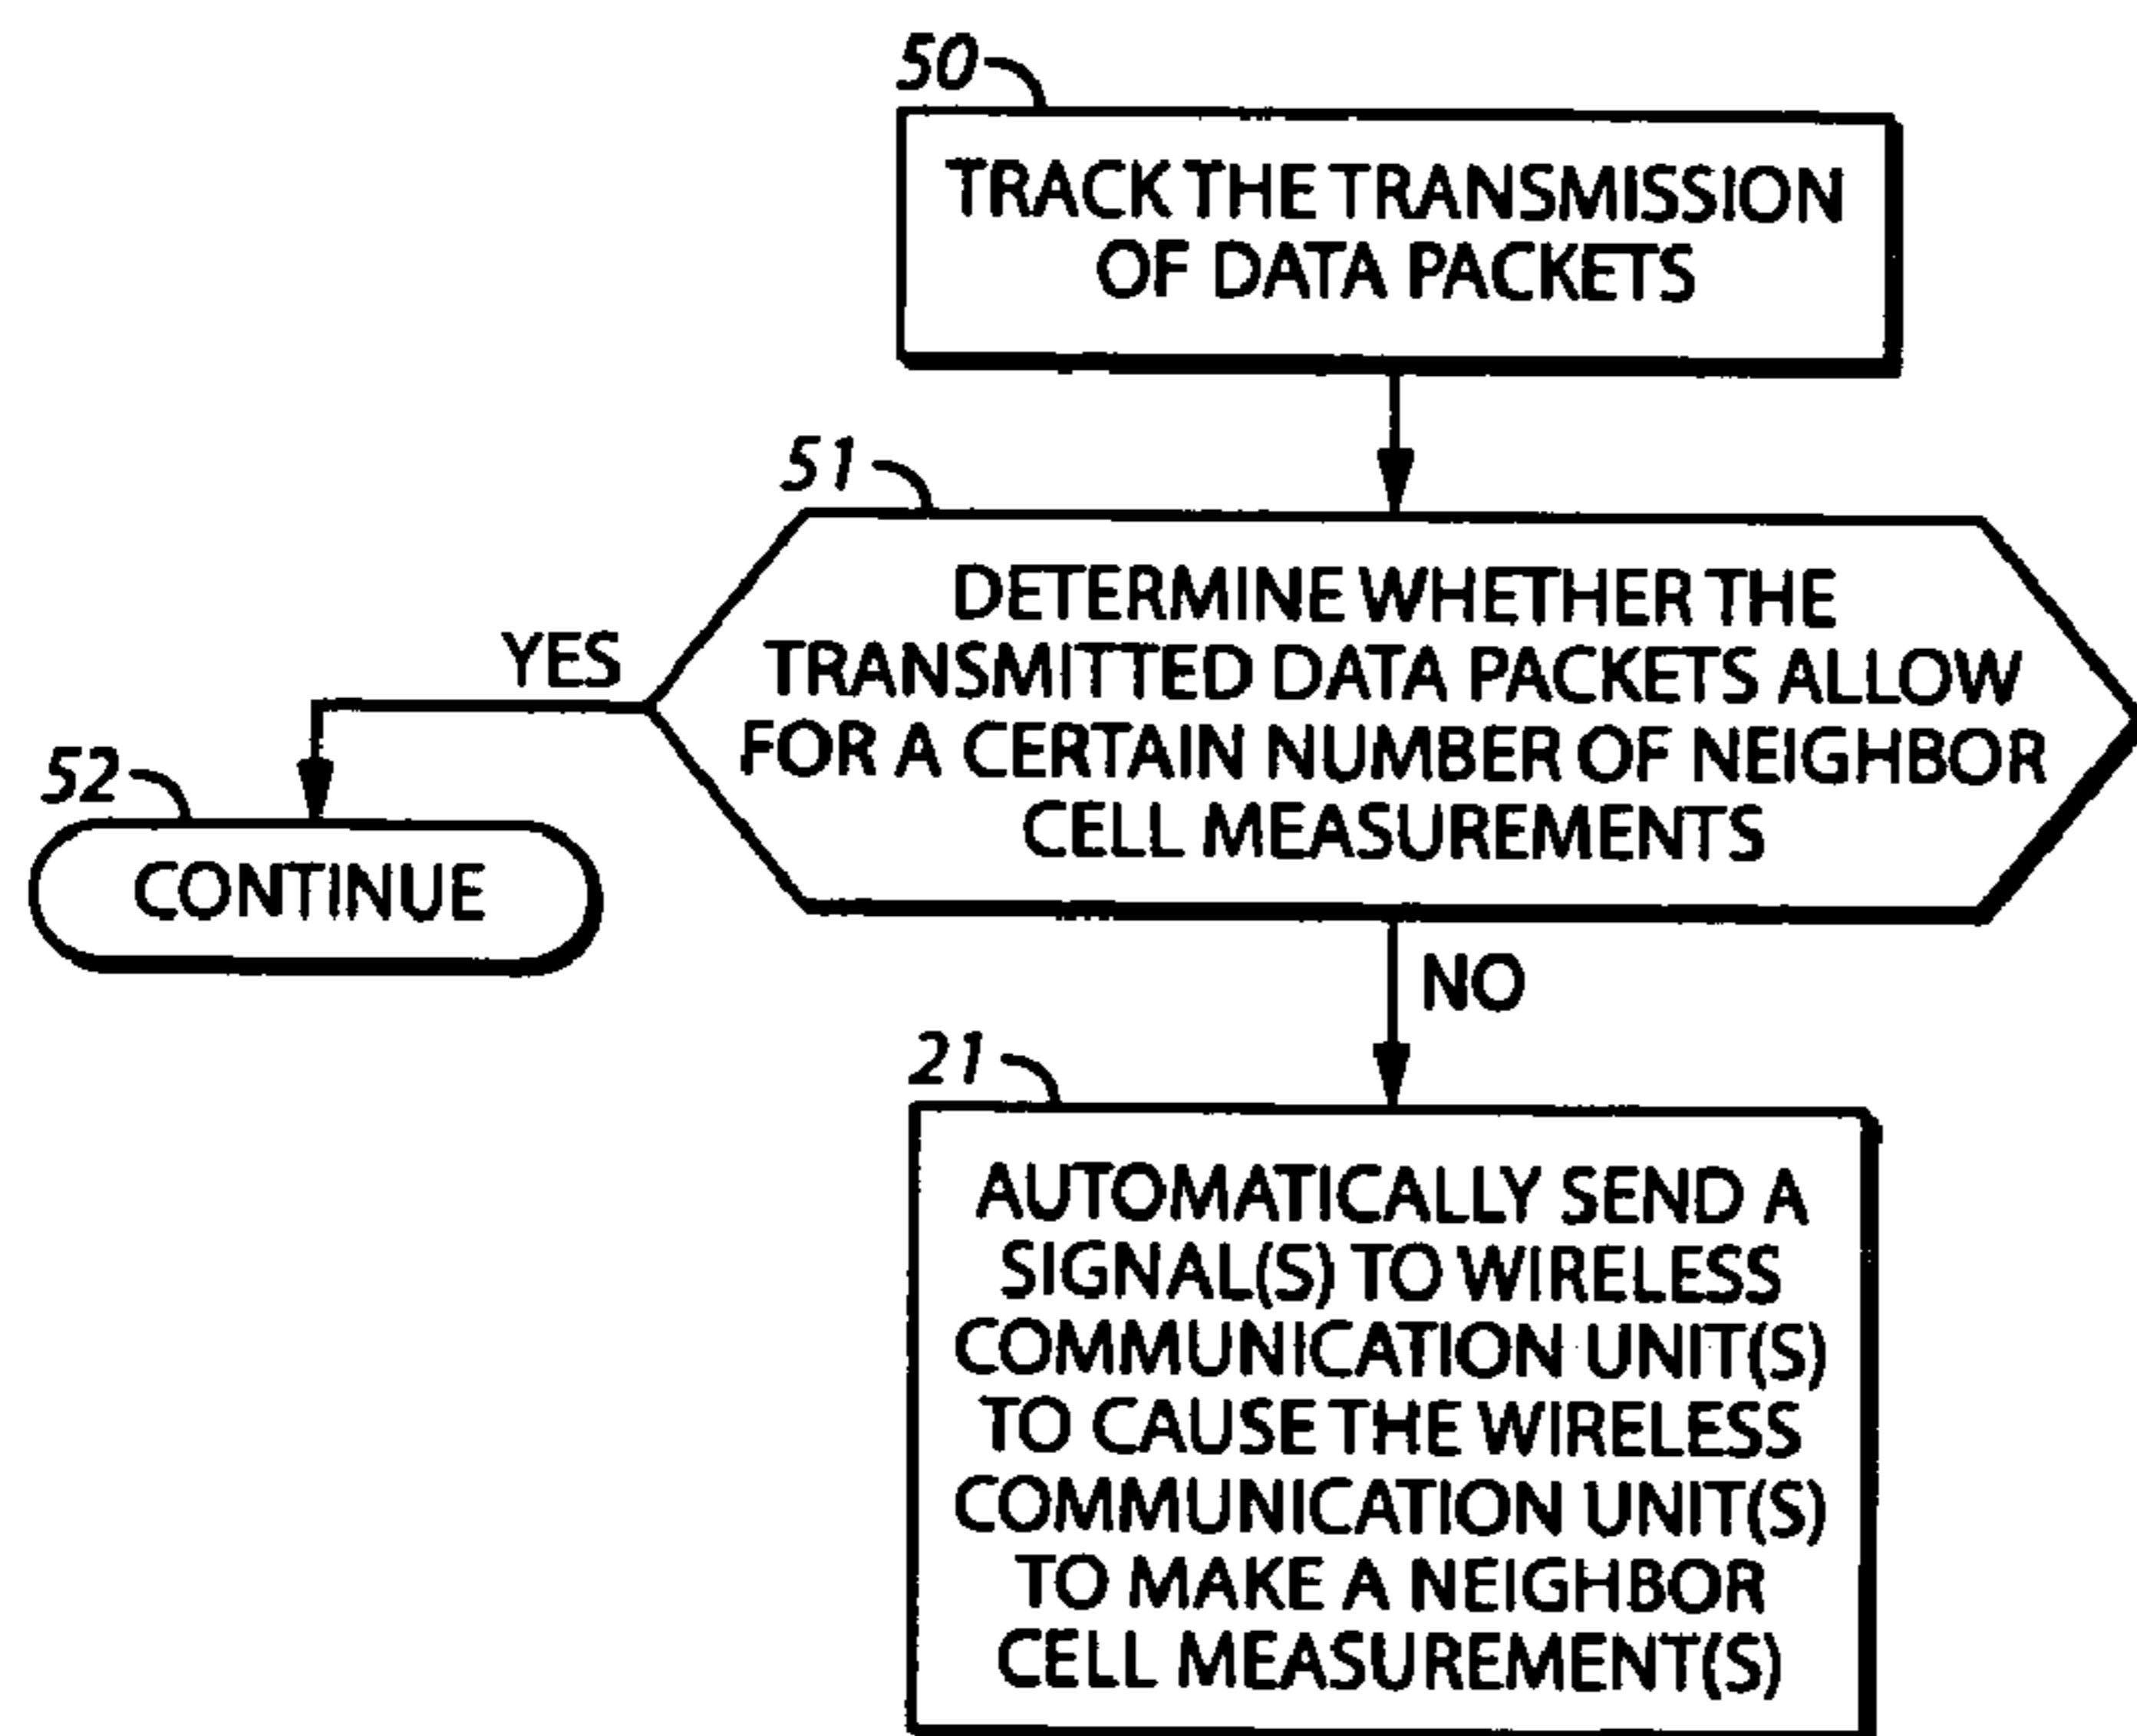 50
TRACK THE TRANSMISSION
OF DATA PACKETS
51
DETERMINE WHETHER THE
TRANSMITTED DATA PACKETS ALLOW
FOR A CERTAIN NUMBER OF NEIGHBOR
CELL MEASUREMENTS
YES
52
CONTINUE
NO
21
AUTOMATICALLY SEND A
SIGNAL(S) TO WIRELESS
COMMUNICATION UNIT(S)
TO CAUSE THE WIRELESS
COMMUNICATION UNIT(S)
TO MAKE A NEIGHBOR
CELL MEASUREMENT(S)